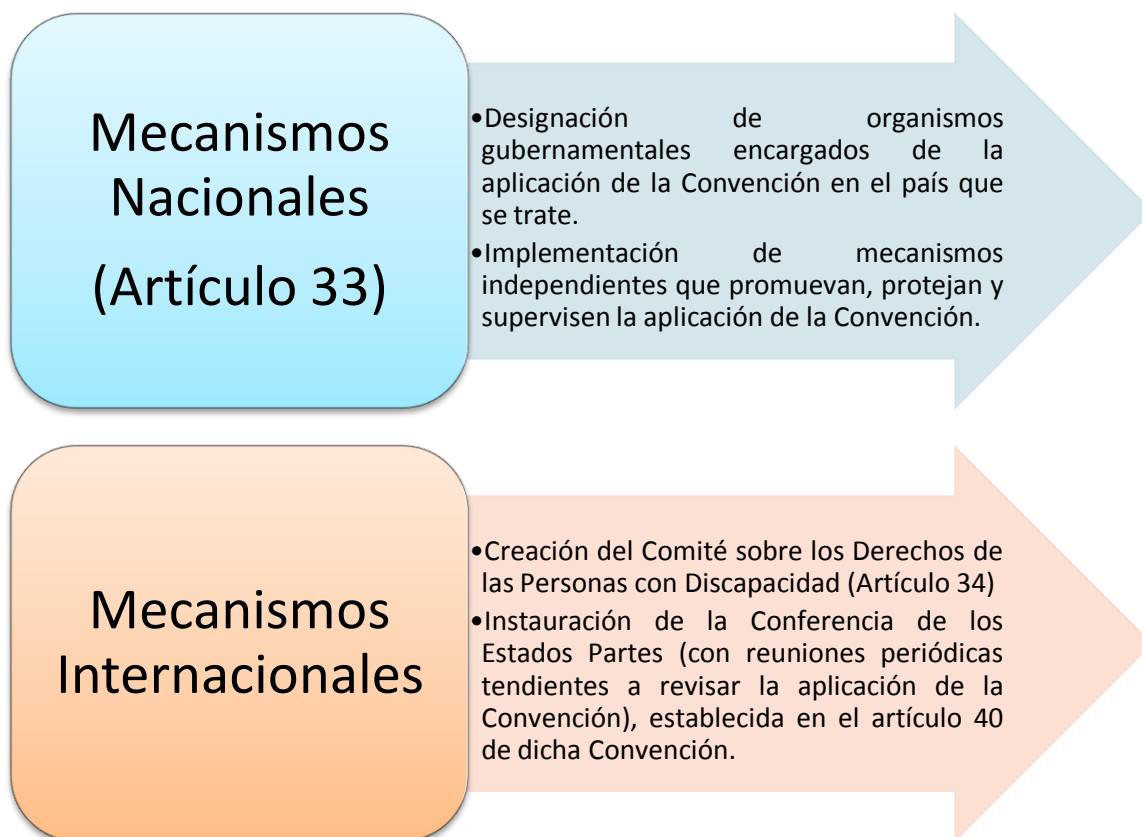 Mecanismos
Nacionales
(Artículo 33)
•Designación de organismos
gubernamentales encargados de la
aplicación de la Convención en el país que
se trate.
•Implementación de mecanismos
independientes que promuevan, protejan y
supervisen la aplicación de la Convención.
Mecanismos
Internacionales
•Creación del Comité sobre los Derechos de
las Personas con Discapacidad (Artículo 34)
•Instauración de la Conferencia de los
Estados Partes (con reuniones periódicas
tendientes a revisar la aplicación de la
Convención), establecida en el artículo 40
de dicha Convención.